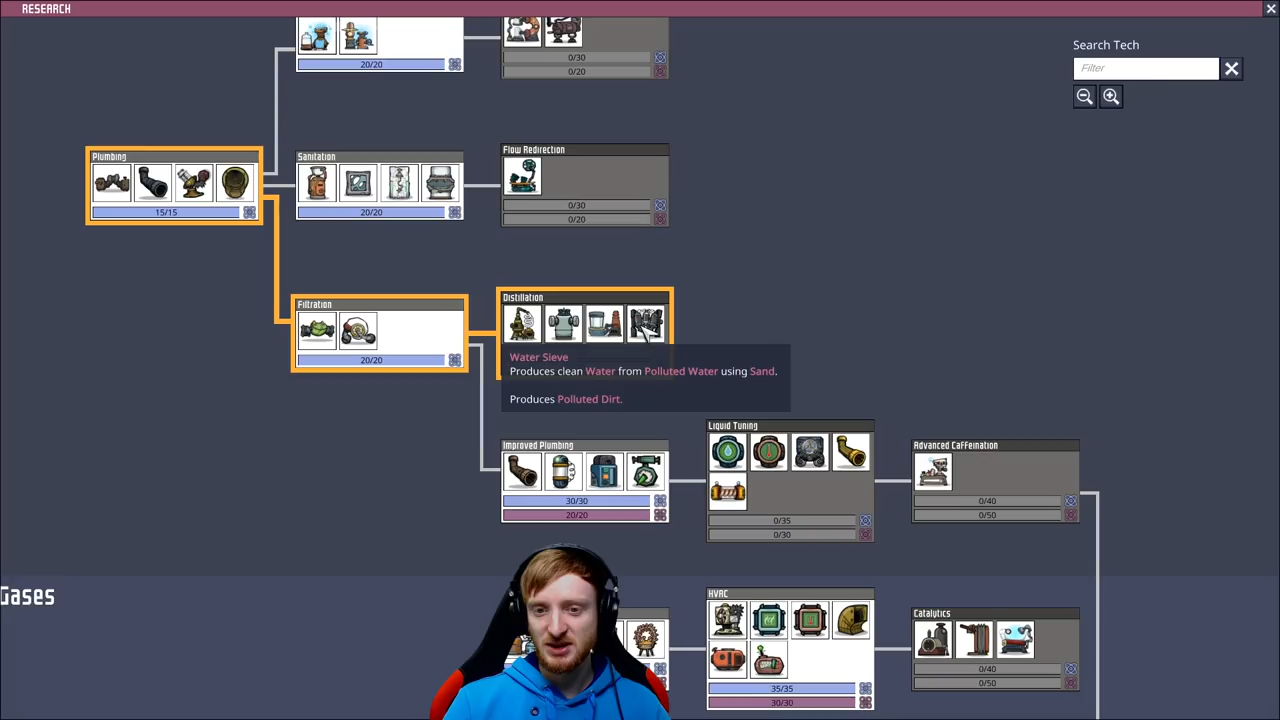 RESEARCH
Search Tech
Filter
20/20
0/30
0/20
Plumbing
15/15
Sanitation
20/20
Flow Redirection
0/30
0/20
Filtration
20/20
Distillation
Water Sieve
Produces clean Water from Polluted Water using Sand.
Produces Polluted Dirt.
Improved Plumbing
30/30
20/20
Liquid Tuning
0/35
0/30
Advanced Caffeination
0/40
0/50
Gases
HVAC
35/35
30/30
Catalytics
0/40
0/50